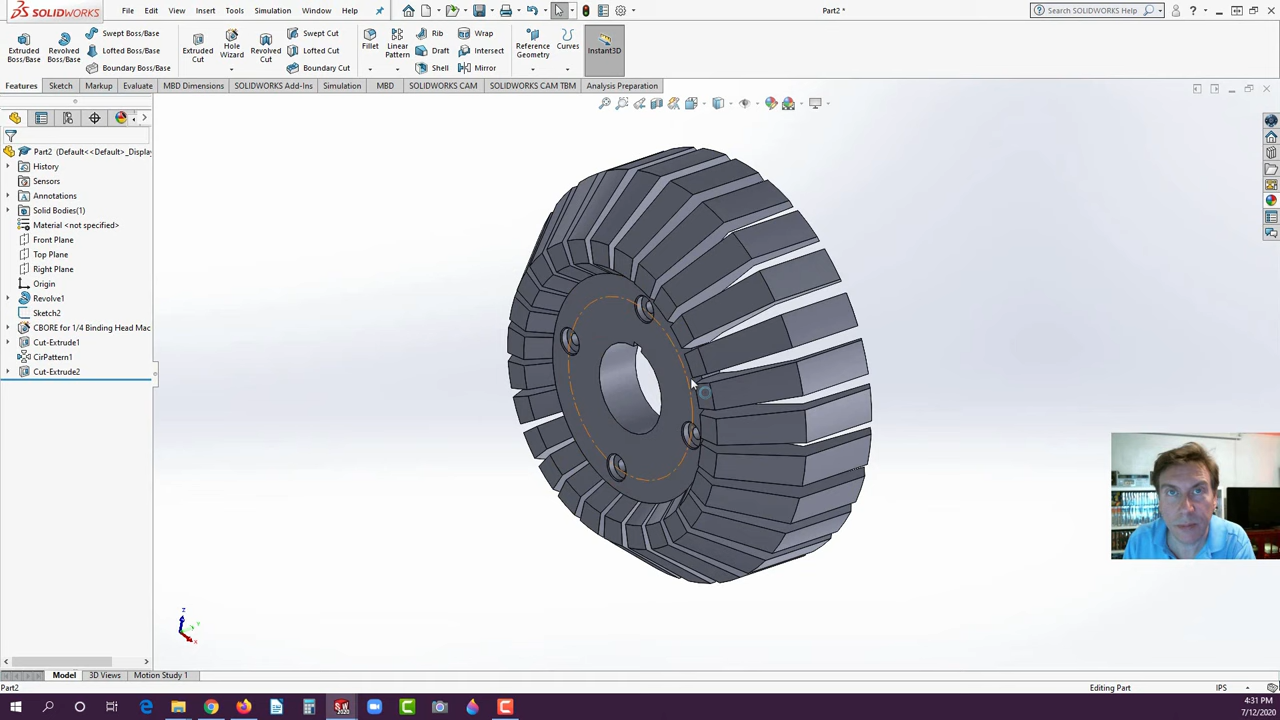 SOLIDWORKS File Edit View Insert Tools Simulation Window Help Part2 * Search SOLIDWORKS Help
Extruded Boss/Base Revolved Boss/Base Swept Boss/Base Lofted Boss/Base Boundary Boss/Base Extruded Cut Hole Wizard Revolved Cut Swept Cut Lofted Cut Boundary Cut Fillet Linear Pattern Rib Draft Shell Wrap Intersect Mirror Reference Geometry Curves Instant3D
Features Sketch Markup Evaluate MBD Dimensions SOLIDWORKS Add-Ins Simulation MBD SOLIDWORKS CAM SOLIDWORKS CAM TBM Analysis Preparation
Part2 (Default<<Default>_Displa
History
Sensors
Annotations
Solid Bodies(1)
Material <not specified>
Front Plane
Top Plane
Right Plane
Origin
Revolve1
Sketch2
CBORE for 1/4 Binding Head Mac
Cut-Extrude1
CirPattern1
Cut-Extrude2
Z
Y
X
Model 3D Views Motion Study 1
Part2 Editing Part IPS
4:31 PM
7/12/2020